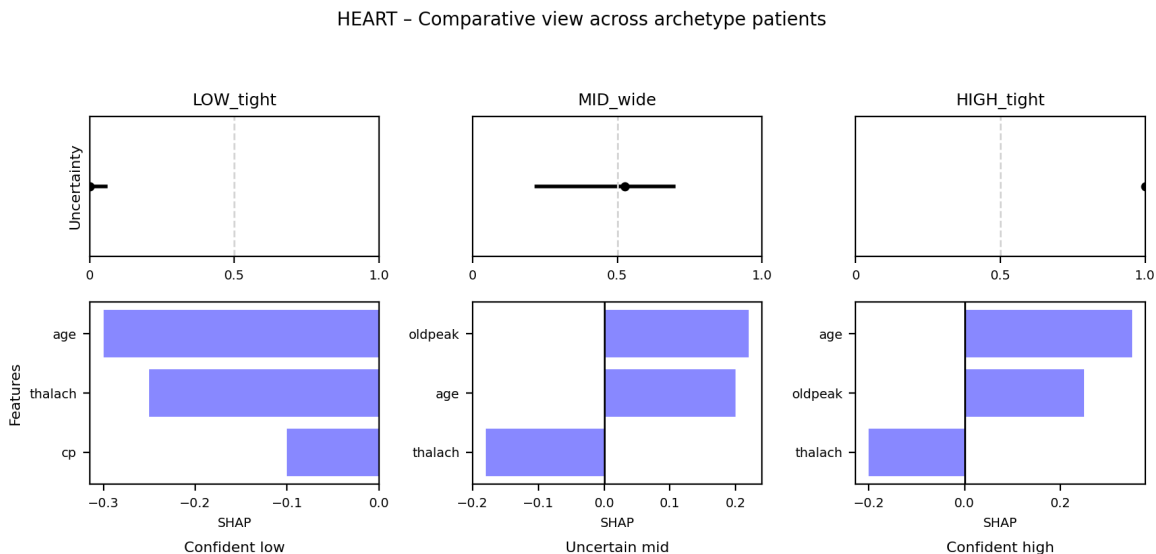 HEART – Comparative view across archetype patients
LOW_tight
MID_wide
HIGH_tight
Uncertainty
0
0.5
1.0
0
0.5
1.0
0
0.5
1.0
Features
age
thalach
cp
−0.3
−0.2
−0.1
0.0
SHAP
Confident low
oldpeak
age
thalach
−0.2
−0.1
0.0
0.1
0.2
SHAP
Uncertain mid
age
oldpeak
thalach
−0.2
0.0
0.2
SHAP
Confident high